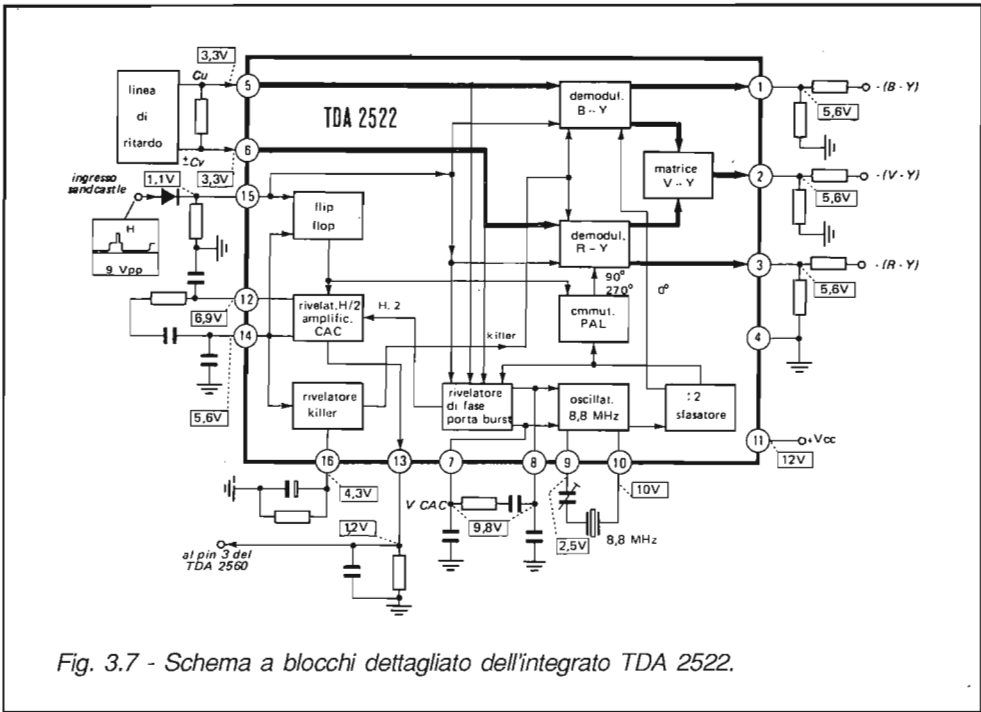 3,3V
Cu
5
linea
di
ritardo
TDA 2522
demodul.
B-Y
1
-(B-Y)
5,6V
±Cv
6
3,3V
matrice
V-Y
2
-(V-Y)
5,6V
ingresso
sandcastle
1,1V
15
H
9 Vpp
flip
flop
demodul.
R-Y
3
-(R-Y)
5,6V
90°
270°
0°
12
6,9V
rivelat.H/2
amplific.
CAC
H.2
killer
cmmut.
PAL
4
14
5,6V
rivelatore
killer
rivelatore
di fase
porta burst
oscillat.
8,8 MHz
:2
sfasatore
11
+Vcc
12V
16
13
7
8
9
10
4,3V
V CAC
9,8V
10V
2,5V
8,8 MHz
1,2V
al pin 3 del
TDA 2560
Fig. 3.7 - Schema a blocchi dettagliato dell'integrato TDA 2522.